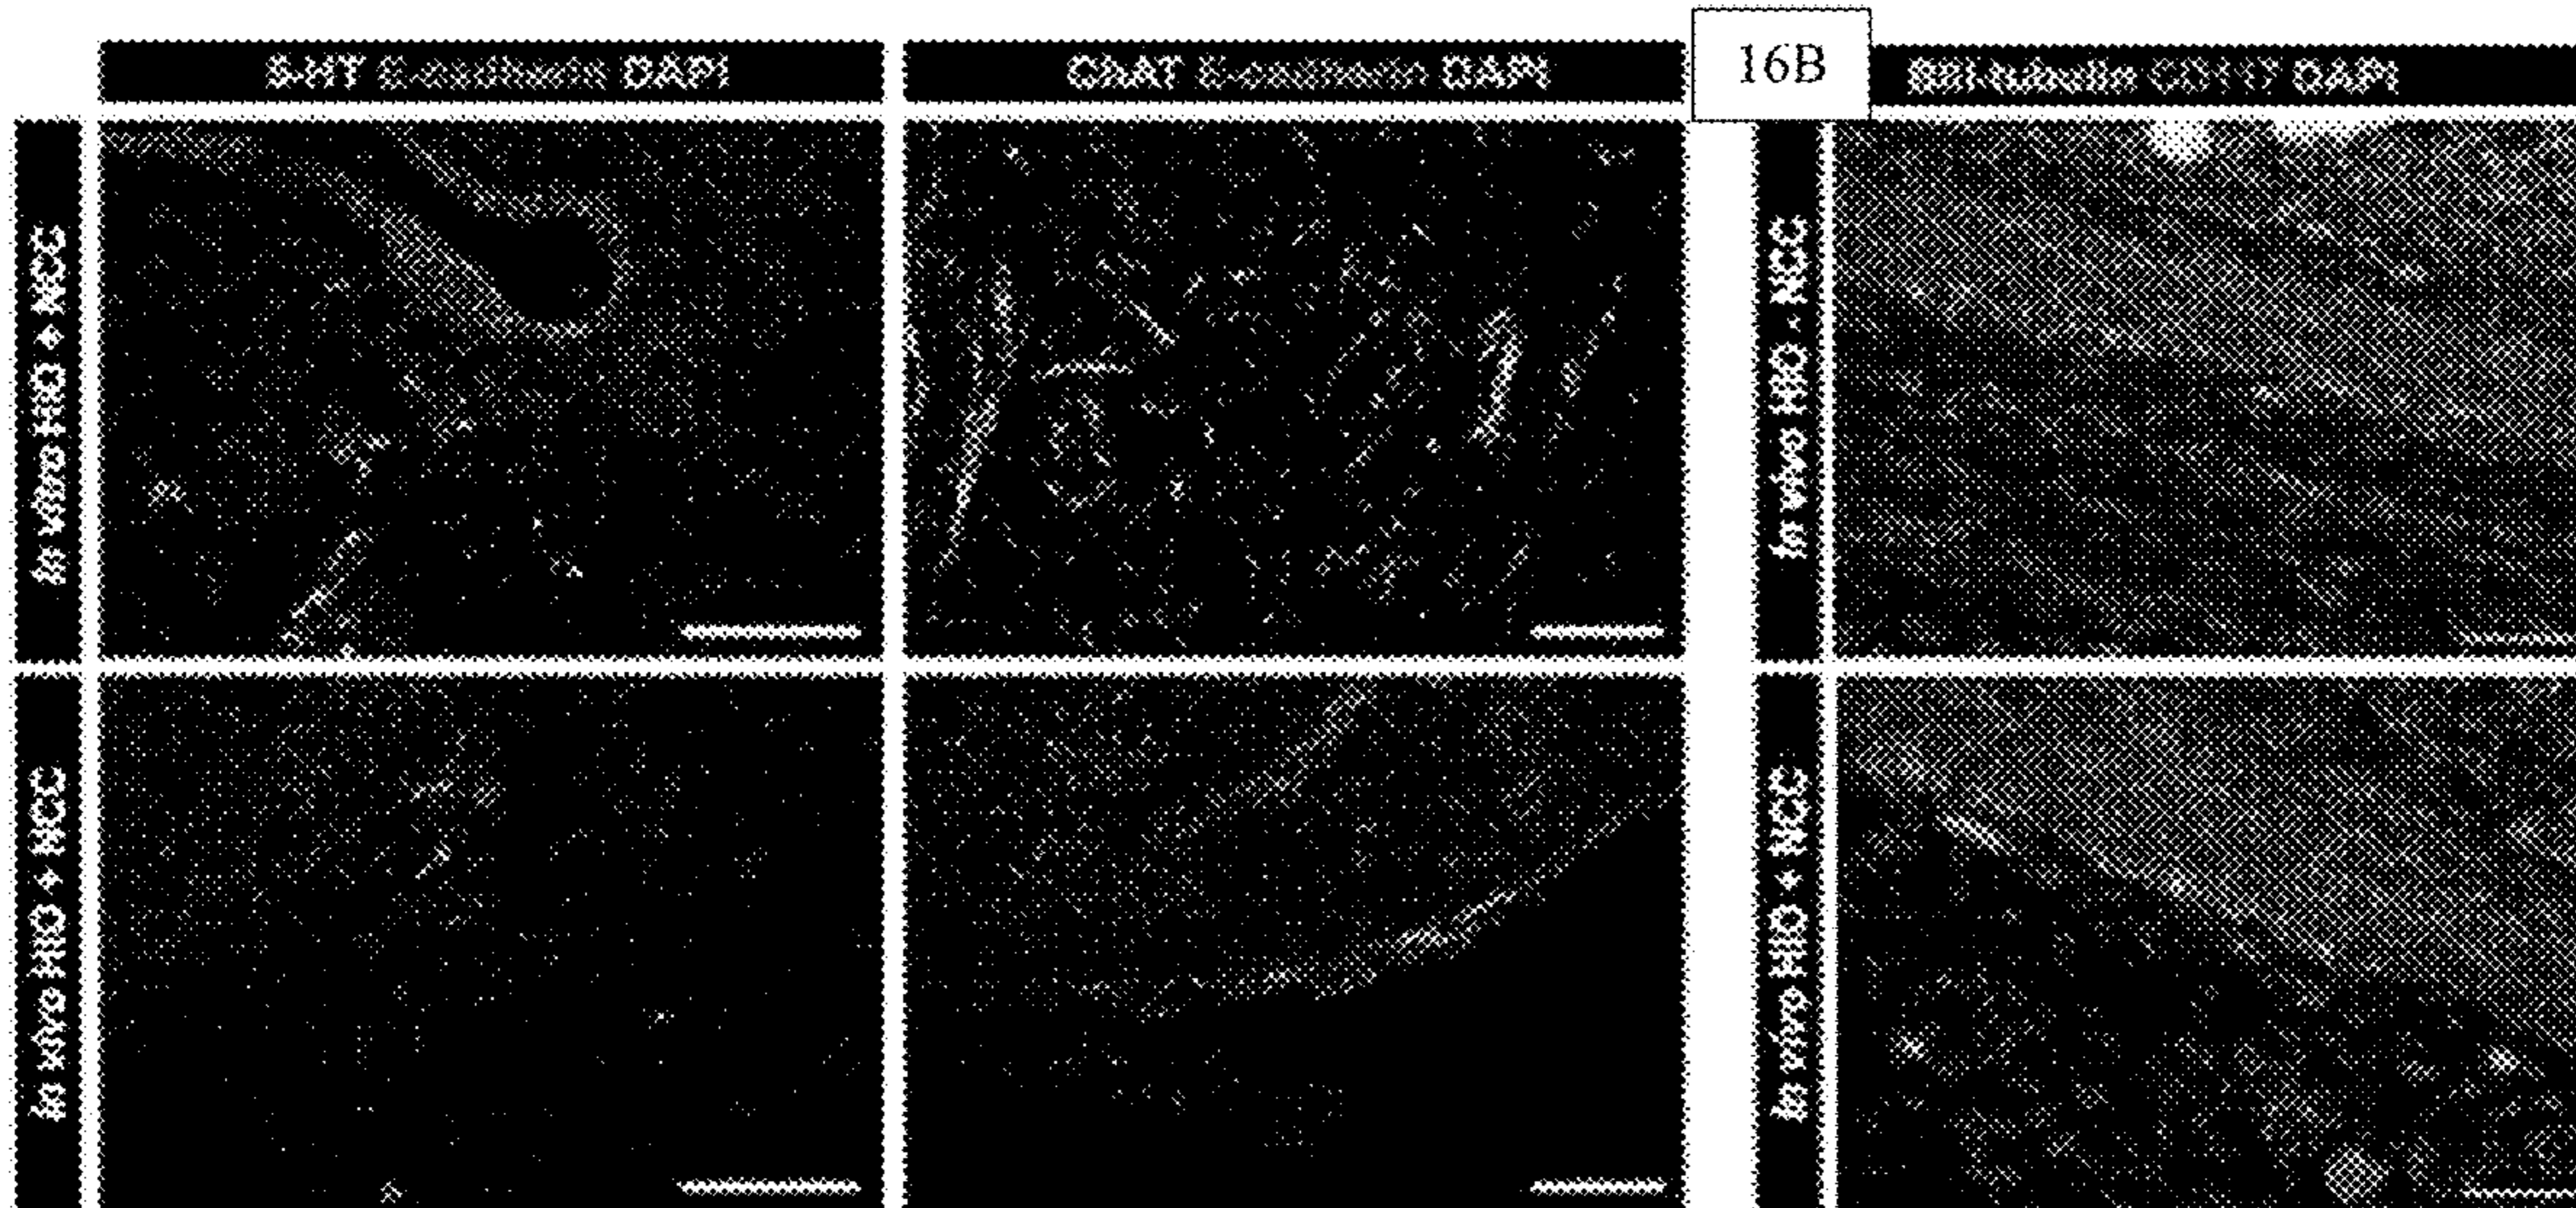 5-HT E-cadherin DAPI
ChAT E-cadherin DAPI
16B
βIII-tubulin CD117 DAPI
In vitro HIO + NCC
In vivo HIO - NCC
In vivo HIO + NCC
In vivo HIO + NCC